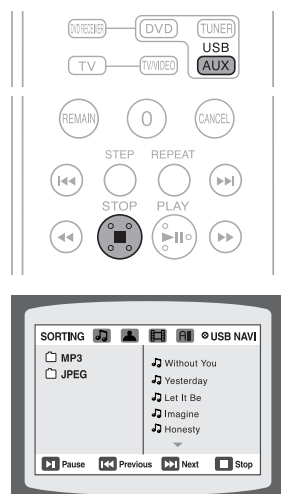 DVD RECEIVER DVD TUNER
USB
TV TV/VIDEO AUX
REMAIN 0 CANCEL
STEP REPEAT
STOP PLAY
SORTING All USB NAVI
MP3
JPEG
Without You
Yesterday
Let It Be
Imagine
Honesty
Pause Previous Next Stop